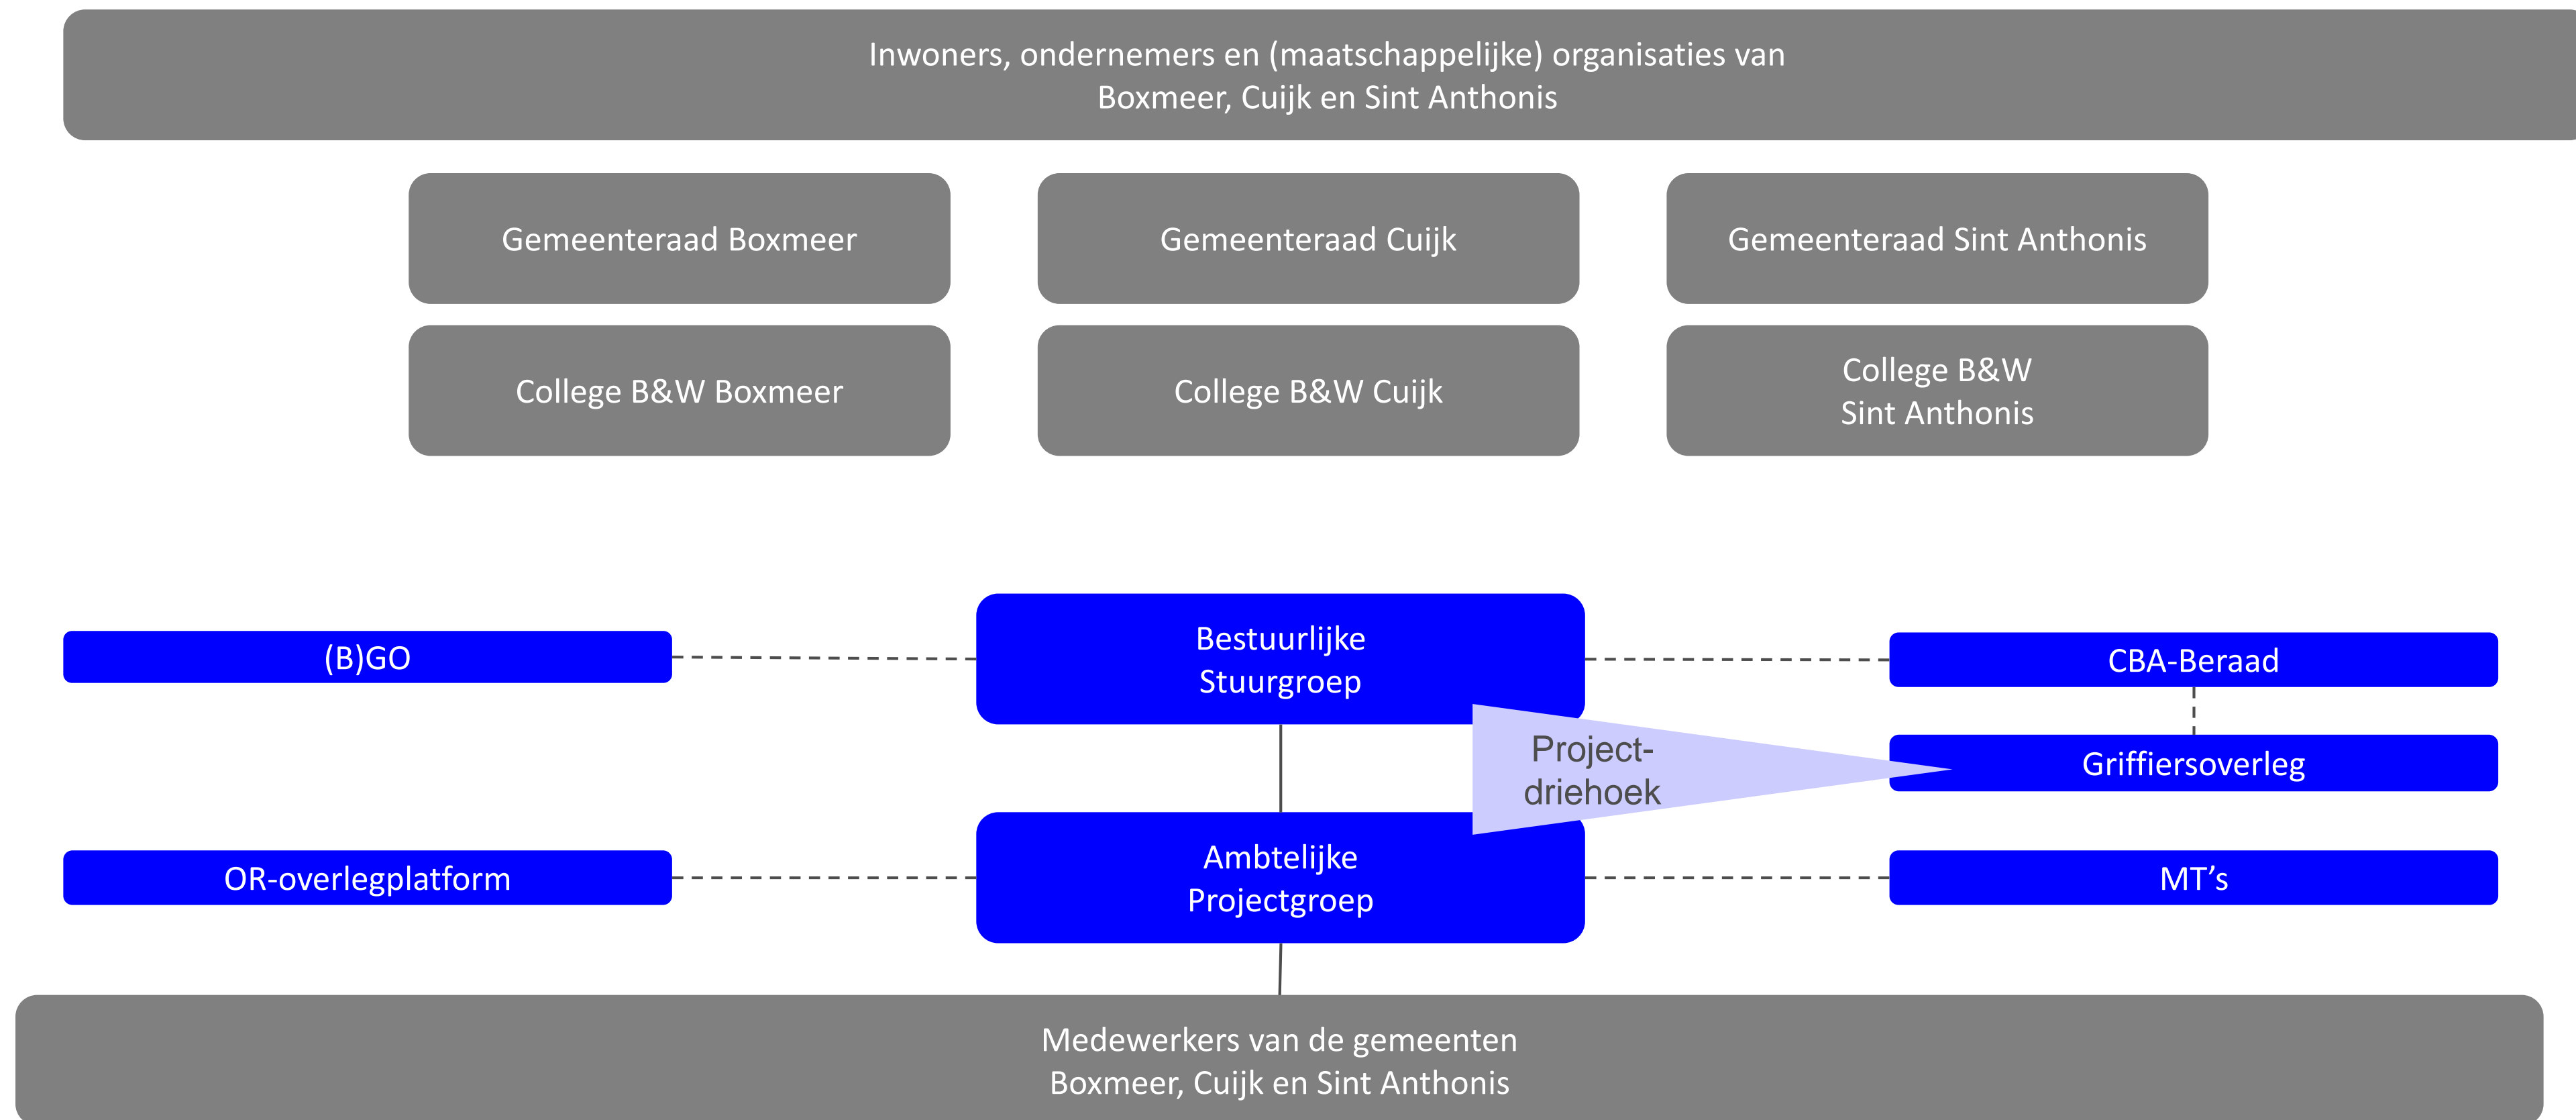 Inwoners, ondernemers en (maatschappelijke) organisaties van
Boxmeer, Cuijk en Sint Anthonis
Gemeenteraad Boxmeer
Gemeenteraad Cuijk
Gemeenteraad Sint Anthonis
College B&W Boxmeer
College B&W Cuijk
College B&W
Sint Anthonis
(B)GO
Bestuurlijke
Stuurgroep
CBA-Beraad
Project-
driehoek
Griffiersoverleg
OR-overlegplatform
Ambtelijke
Projectgroep
MT’s
Medewerkers van de gemeenten
Boxmeer, Cuijk en Sint Anthonis